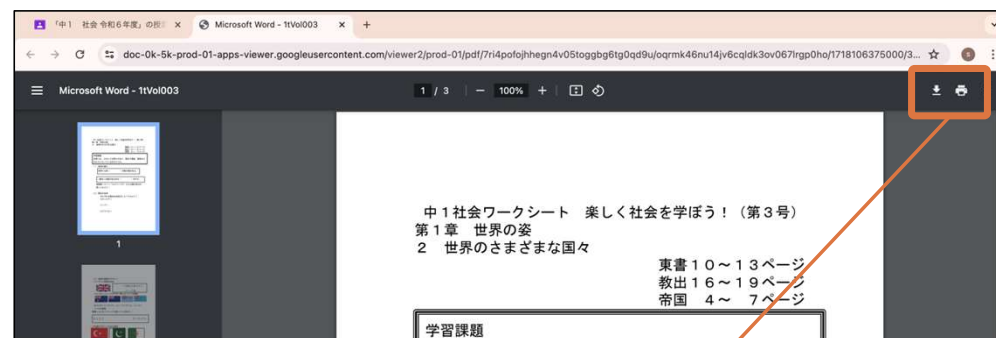 「中１ 社会 令和６年度」の授
Microsoft Word - 1tVol003
doc-0k-5k-prod-01-apps-viewer.googleusercontent.com/viewer2/prod-01/pdf/7ri4pofojhhegn4v05toggbg6tg0qd9u/oqrmk46nu14jv6cqldk3ov067lrgp0ho/1718106375000/3...
Microsoft Word - 1tVol003
1 / 3
100%
1
中１社会ワークシート 楽しく社会を学ぼう！（第３号）
第１章 世界の姿
２ 世界のさまざまな国々
東書１０～１３ページ
教出１６～１９ページ
帝国 ４～ ７ページ
学習課題